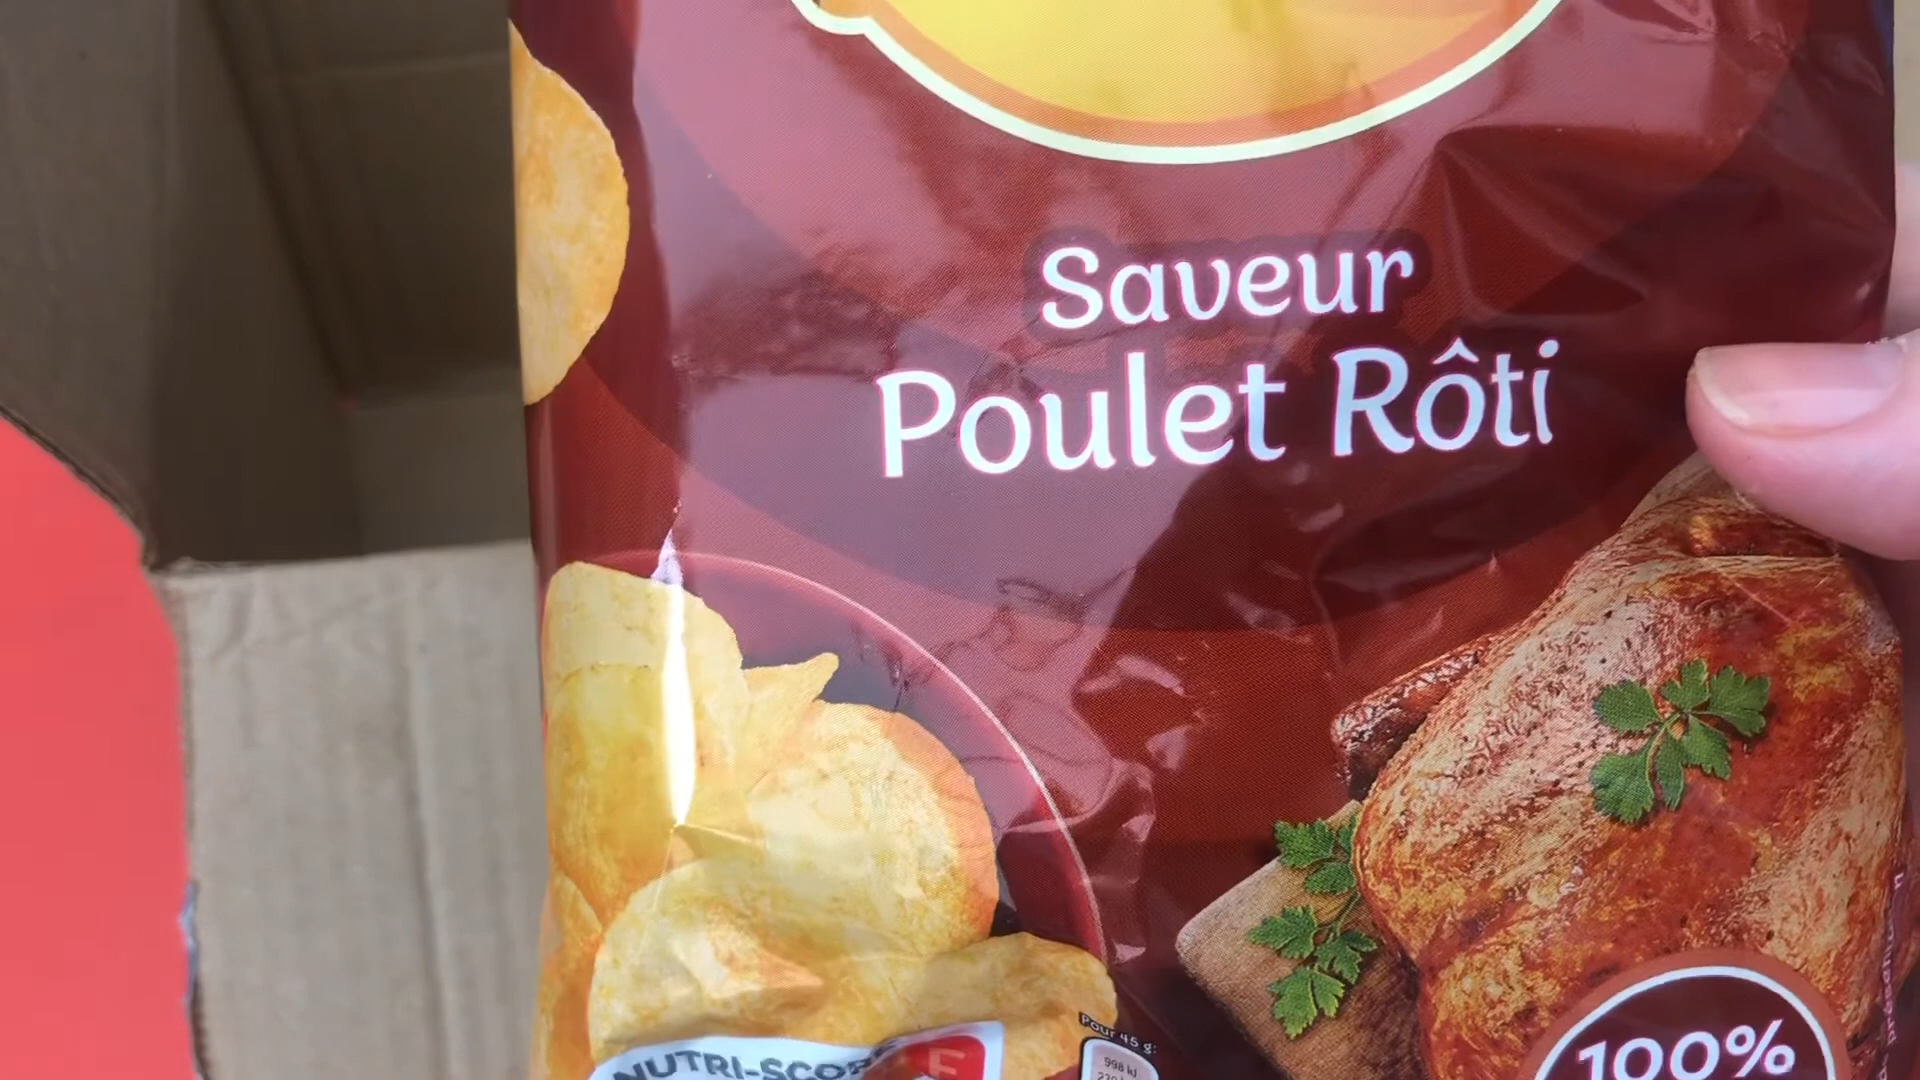 Saveur
Poulet Rôti
Pour 45 g:
998 kJ
NUTRI-SCORE
100%